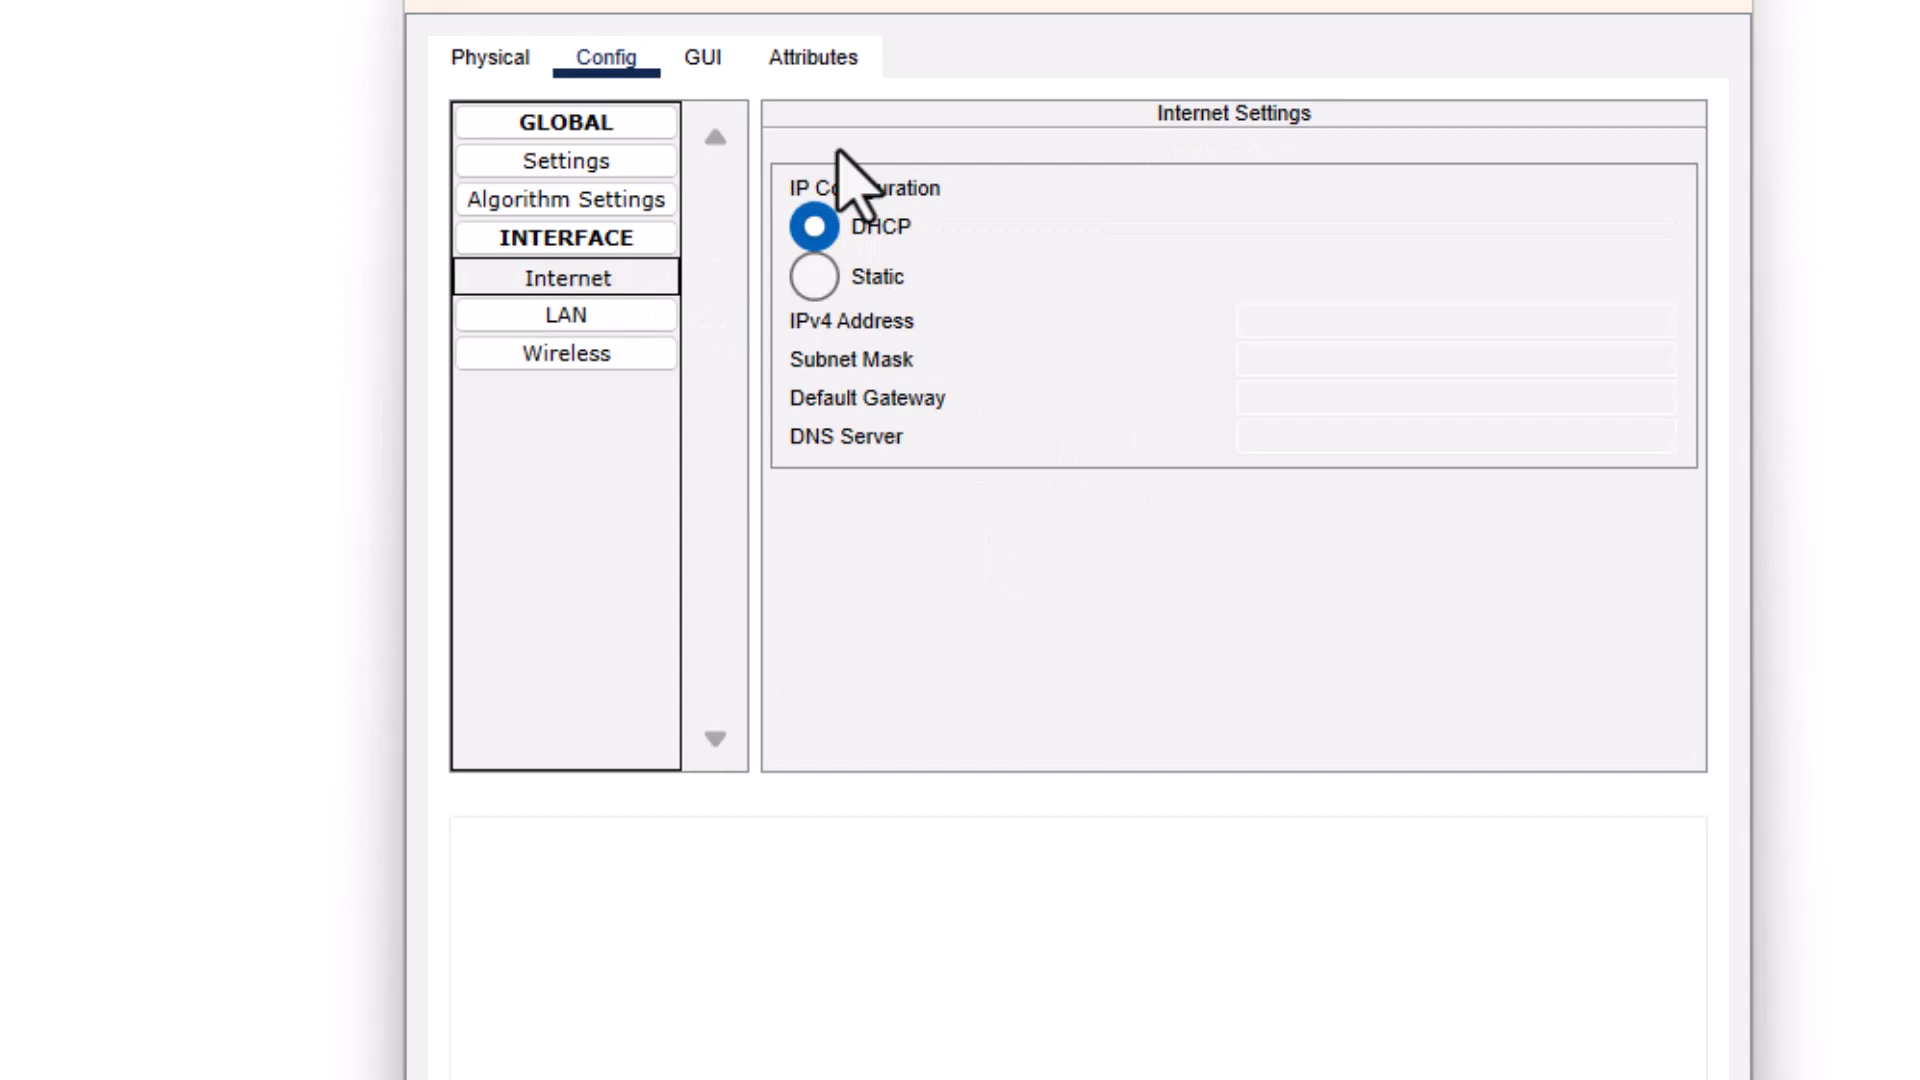 Physical Config GUI Attributes
GLOBAL
Settings
Algorithm Settings
INTERFACE
Internet
LAN
Wireless
Internet Settings
IP Configuration
DHCP
Static
IPv4 Address
Subnet Mask
Default Gateway
DNS Server